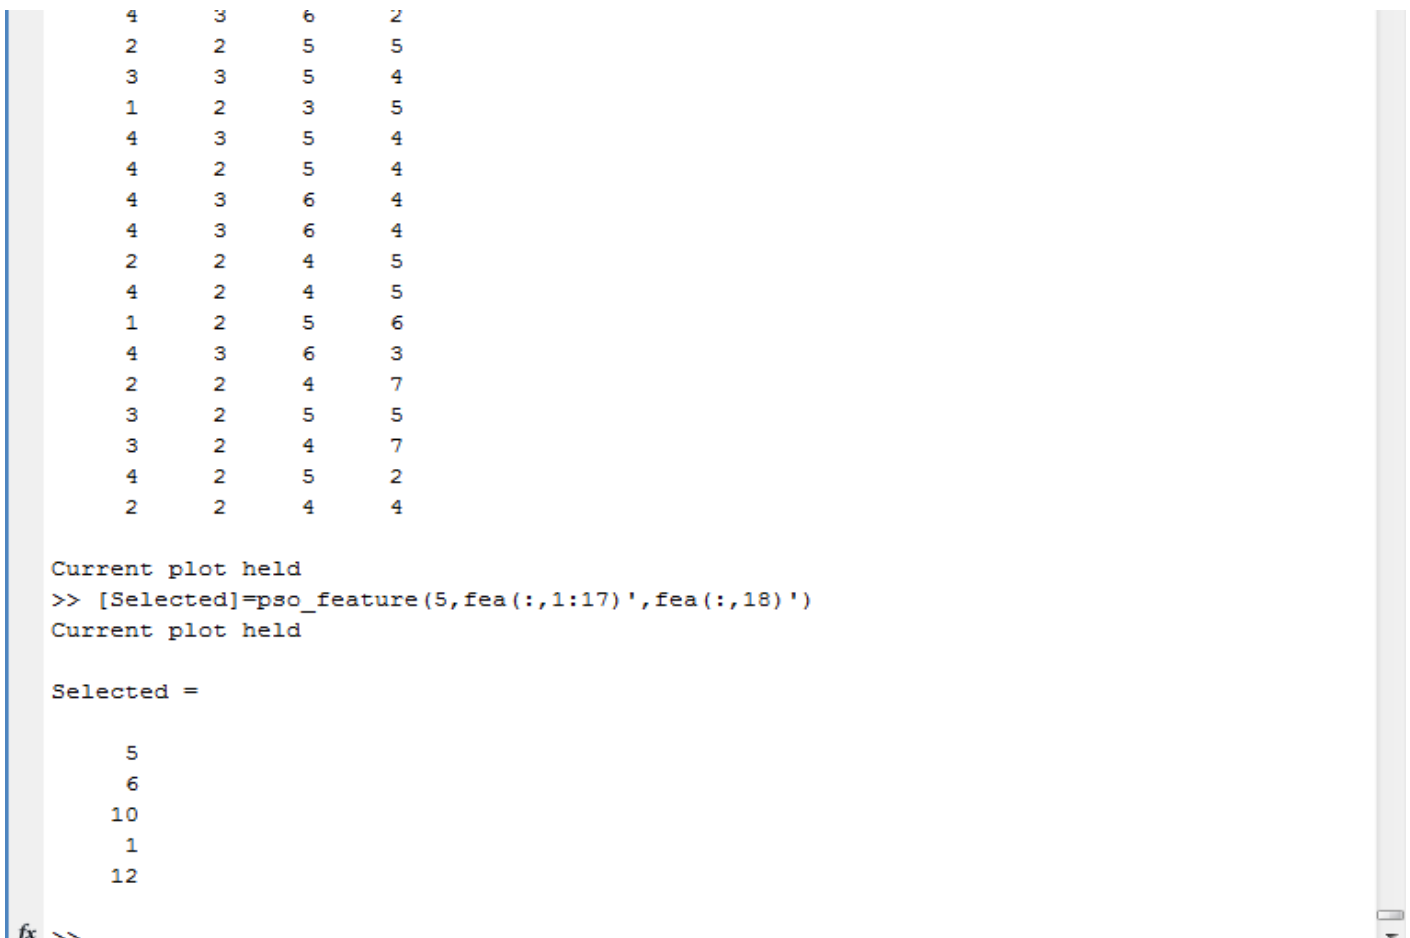 4 3 6 2
2 2 5 5
3 3 5 4
1 2 3 5
4 3 5 4
4 2 5 4
4 3 6 4
4 3 6 4
2 2 4 5
4 2 4 5
1 2 5 6
4 3 6 3
2 2 4 7
3 2 5 5
3 2 4 7
4 2 5 2
2 2 4 4
Current plot held
>> [Selected]=pso_feature(5,fea(:,1:17)',fea(:,18)')
Current plot held
Selected =
5
6
10
1
12
fx >>